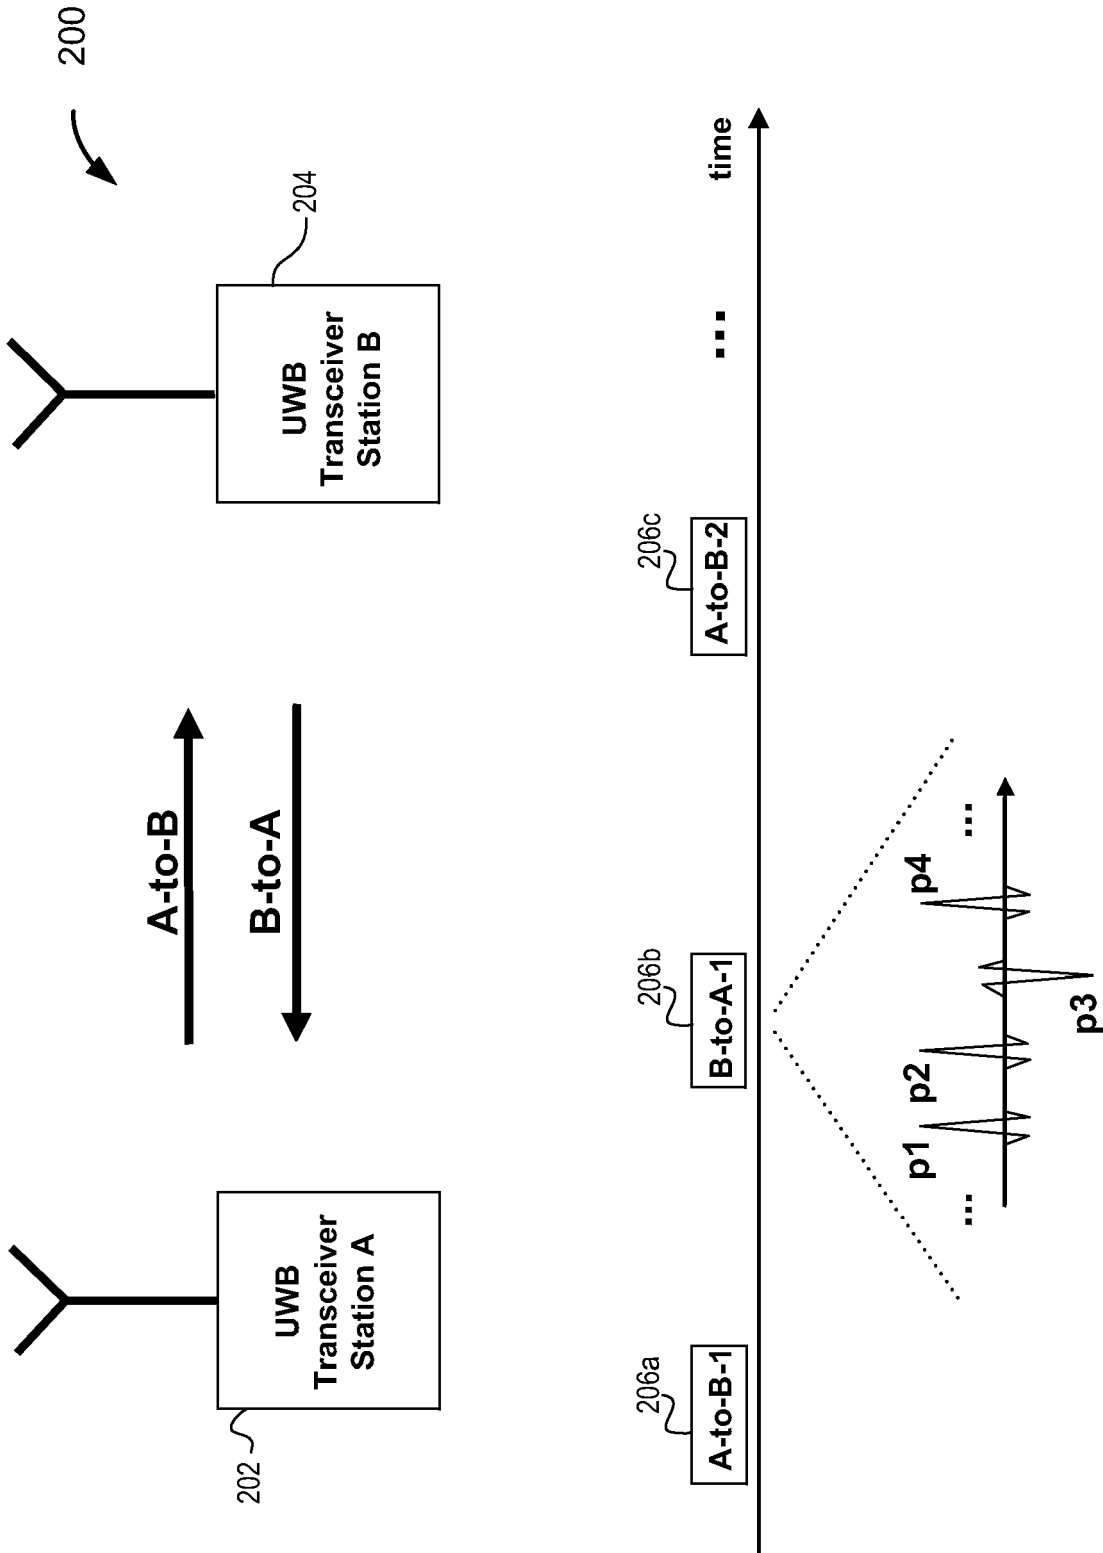 200
A-to-B
B-to-A
202
UWB
Transceiver
Station A
204
UWB
Transceiver
Station B
206a
A-to-B-1
206b
B-to-A-1
206c
A-to-B-2
...
time
...
p1
p2
p3
p4
...